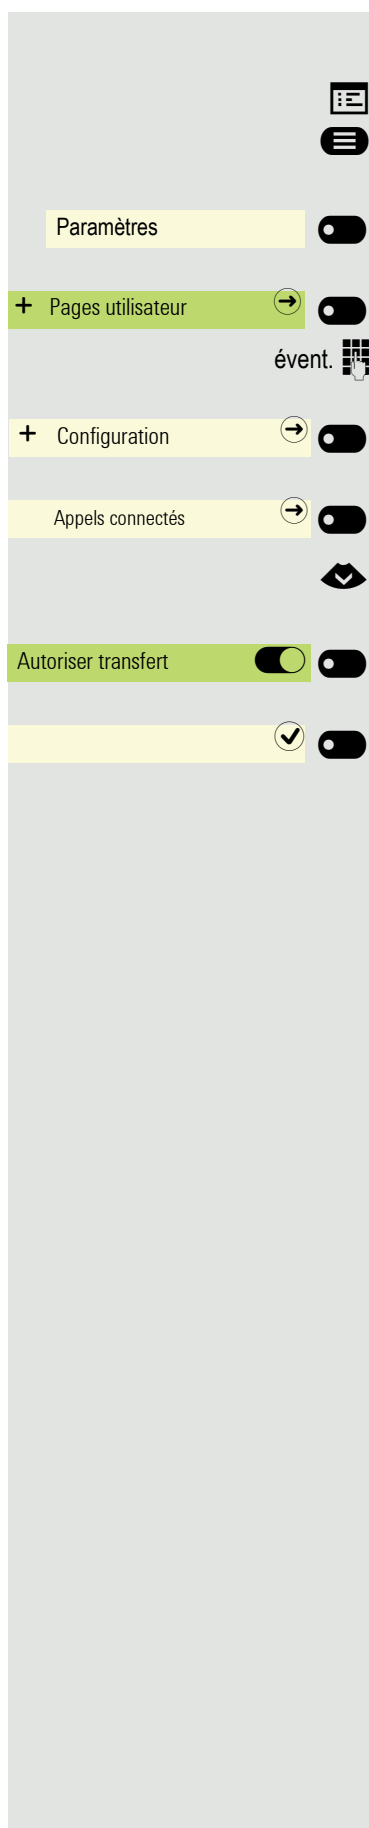 Paramètres
+ Pages utilisateur
évent.
+ Configuration
Appels connectés
Autoriser transfert